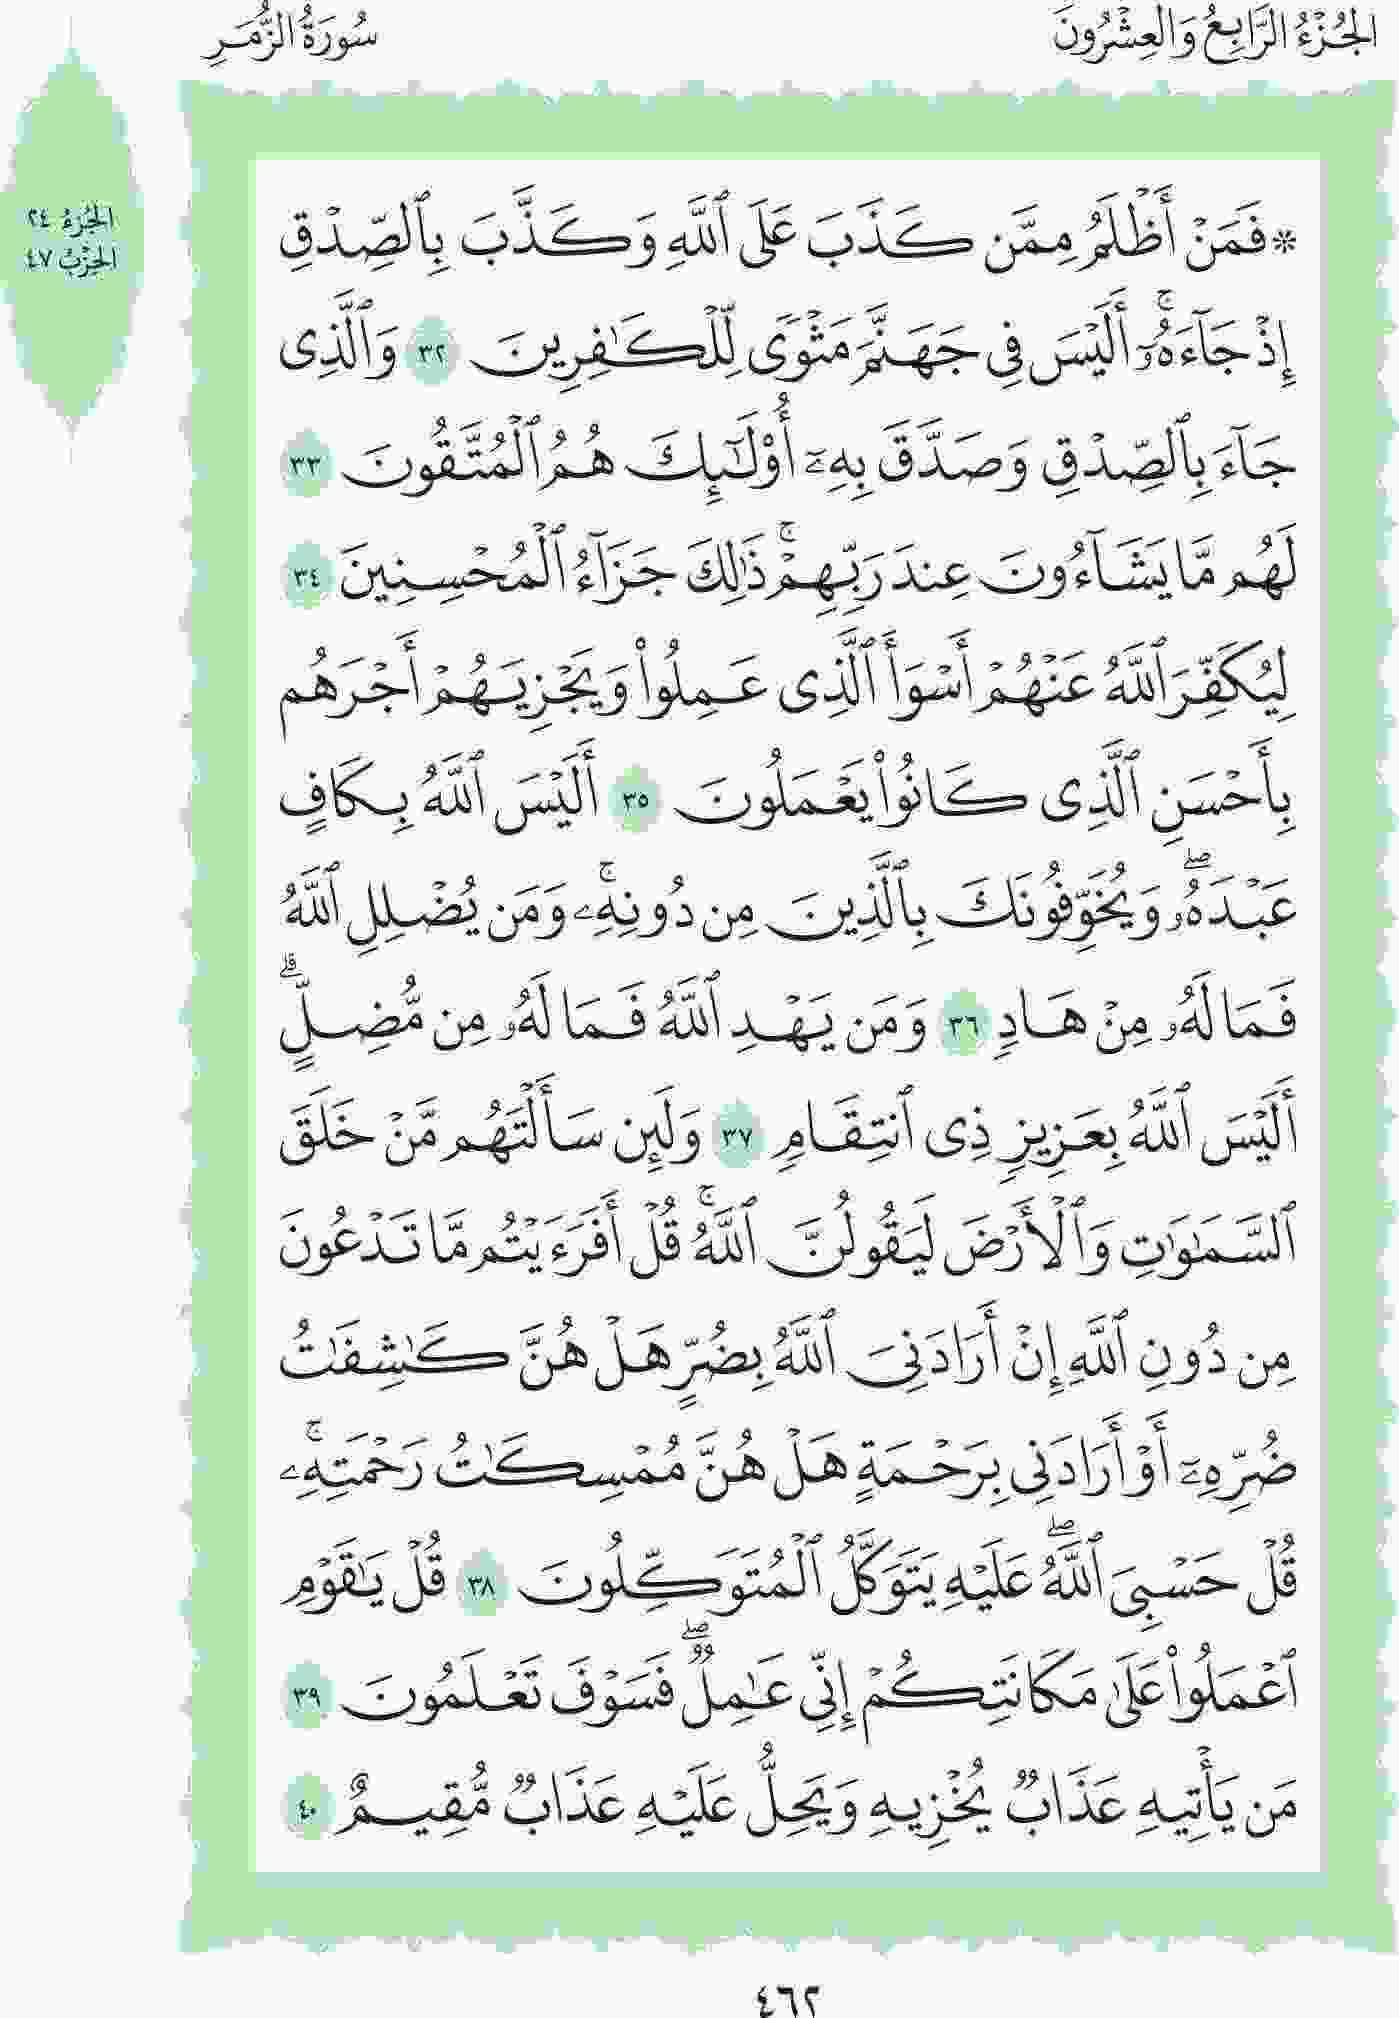 الجُزْءُ الرَّابِعُ وَالعِشْرُونَ
سُورَةُ الزُّمَرِ
الجُزْءُ ٢٤
الحِزْبُ ٤٧
۞ فَمَنْ أَظْلَمُ مِمَّن كَذَبَ عَلَى ٱللَّهِ وَكَذَّبَ بِٱلصِّدْقِ
إِذْ جَآءَهُۥٓۚ أَلَيْسَ فِى جَهَنَّمَ مَثْوًى لِّلْكَـٰفِرِينَ ٣٢ وَٱلَّذِى
جَآءَ بِٱلصِّدْقِ وَصَدَّقَ بِهِۦٓ أُو۟لَـٰٓئِكَ هُمُ ٱلْمُتَّقُونَ ٣٣
لَهُم مَّا يَشَآءُونَ عِندَ رَبِّهِمْۚ ذَٰلِكَ جَزَآءُ ٱلْمُحْسِنِينَ ٣٤
لِيُكَفِّرَ ٱللَّهُ عَنْهُمْ أَسْوَأَ ٱلَّذِى عَمِلُوا۟ وَيَجْزِيَهُمْ أَجْرَهُم
بِأَحْسَنِ ٱلَّذِى كَانُوا۟ يَعْمَلُونَ ٣٥ أَلَيْسَ ٱللَّهُ بِكَافٍ
عَبْدَهُۥۖ وَيُخَوِّفُونَكَ بِٱلَّذِينَ مِن دُونِهِۦۚ وَمَن يُضْلِلِ ٱللَّهُ
فَمَا لَهُۥ مِنْ هَادٍ ٣٦ وَمَن يَهْدِ ٱللَّهُ فَمَا لَهُۥ مِن مُّضِلٍّۗ
أَلَيْسَ ٱللَّهُ بِعَزِيزٍ ذِى ٱنتِقَامٍ ٣٧ وَلَئِن سَأَلْتَهُم مَّنْ خَلَقَ
ٱلسَّمَـٰوَٰتِ وَٱلْأَرْضَ لَيَقُولُنَّ ٱللَّهُۚ قُلْ أَفَرَءَيْتُم مَّا تَدْعُونَ
مِن دُونِ ٱللَّهِ إِنْ أَرَادَنِىَ ٱللَّهُ بِضُرٍّ هَلْ هُنَّ كَـٰشِفَـٰتُ
ضُرِّهِۦٓ أَوْ أَرَادَنِى بِرَحْمَةٍ هَلْ هُنَّ مُمْسِكَـٰتُ رَحْمَتِهِۦۚ
قُلْ حَسْبِىَ ٱللَّهُۖ عَلَيْهِ يَتَوَكَّلُ ٱلْمُتَوَكِّلُونَ ٣٨ قُلْ يَـٰقَوْمِ
ٱعْمَلُوا۟ عَلَىٰ مَكَانَتِكُمْ إِنِّى عَـٰمِلٌۖ فَسَوْفَ تَعْلَمُونَ ٣٩
مَن يَأْتِيهِ عَذَابٌ يُخْزِيهِ وَيَحِلُّ عَلَيْهِ عَذَابٌ مُّقِيمٌ ٤٠
٤٦٢